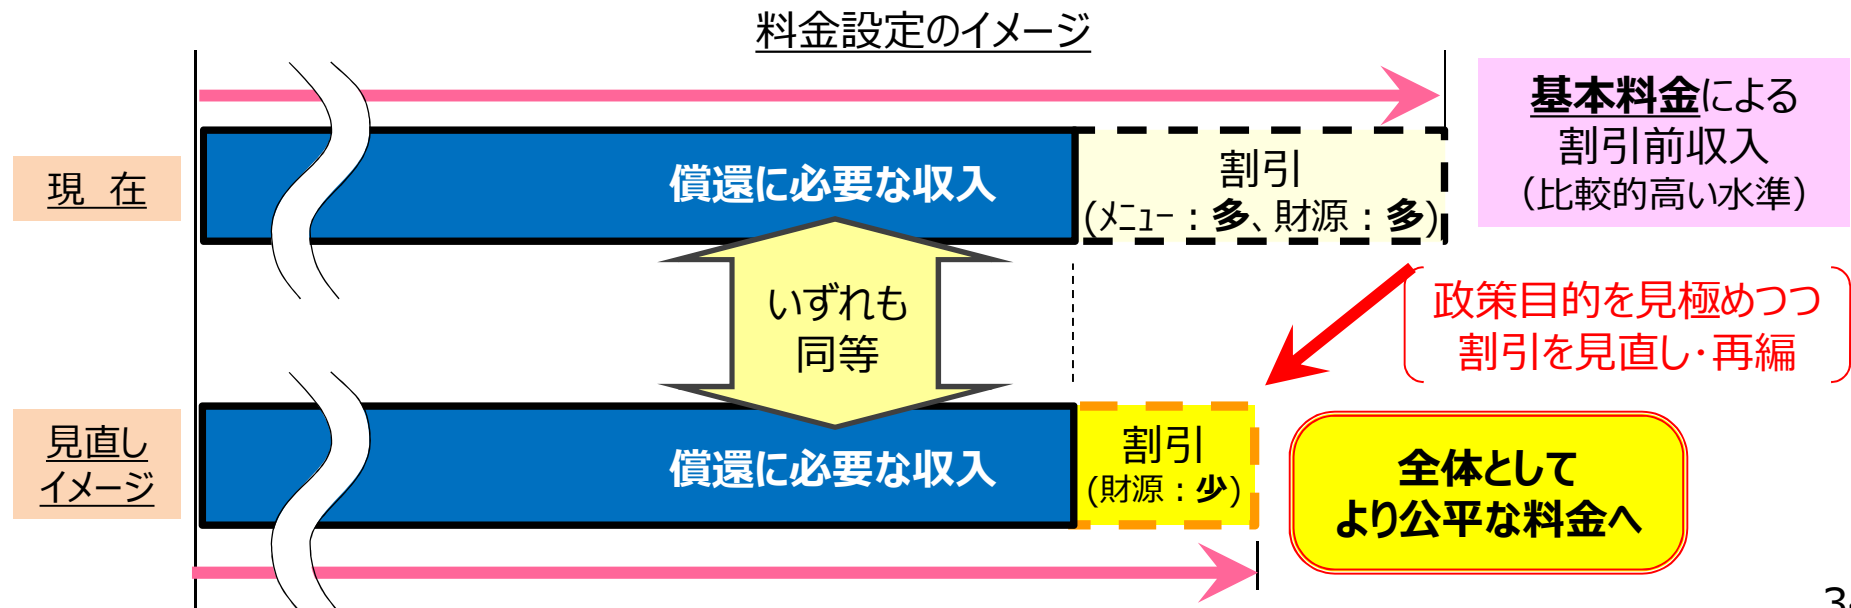 料金設定のイメージ
現 在
償還に必要な収入
割引
(ﾒﾆｭｰ：多、財源：多)
基本料金による
割引前収入
（比較的高い水準）
いずれも
同等
政策目的を見極めつつ
割引を見直し・再編
見直し
イメージ
償還に必要な収入
割引
(財源：少)
全体として
より公平な料金へ